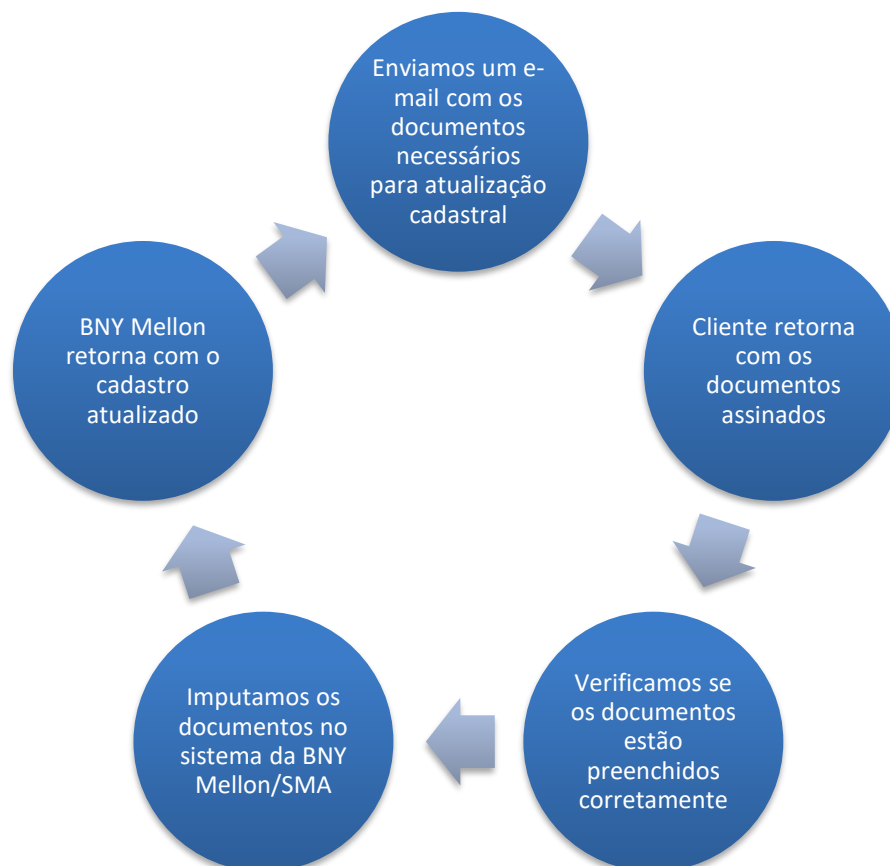 Enviamos um e-
mail com os
documentos
necessários
para atualização
cadastral
Cliente retorna
com os
documentos
assinados
Verificamos se
os documentos
estão
preenchidos
corretamente
Imputamos os
documentos no
sistema da BNY
Mellon/SMA
BNY Mellon
retorna com o
cadastro
atualizado